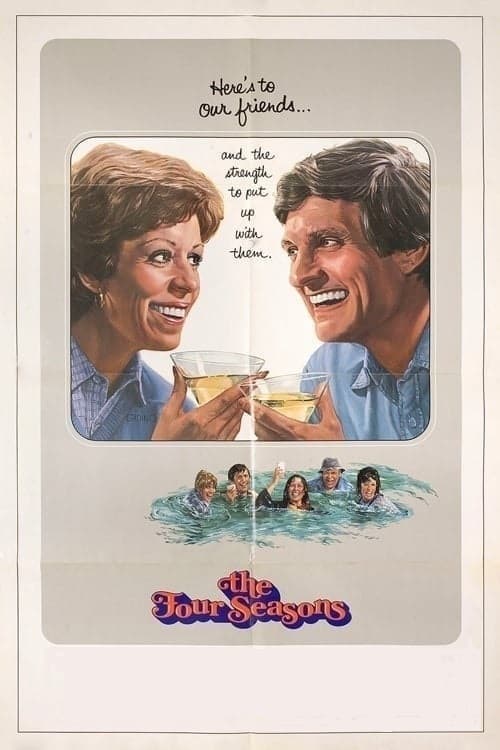 Here's to
our friends...
and the
strength
to put
up
with
them.
the
Four Seasons